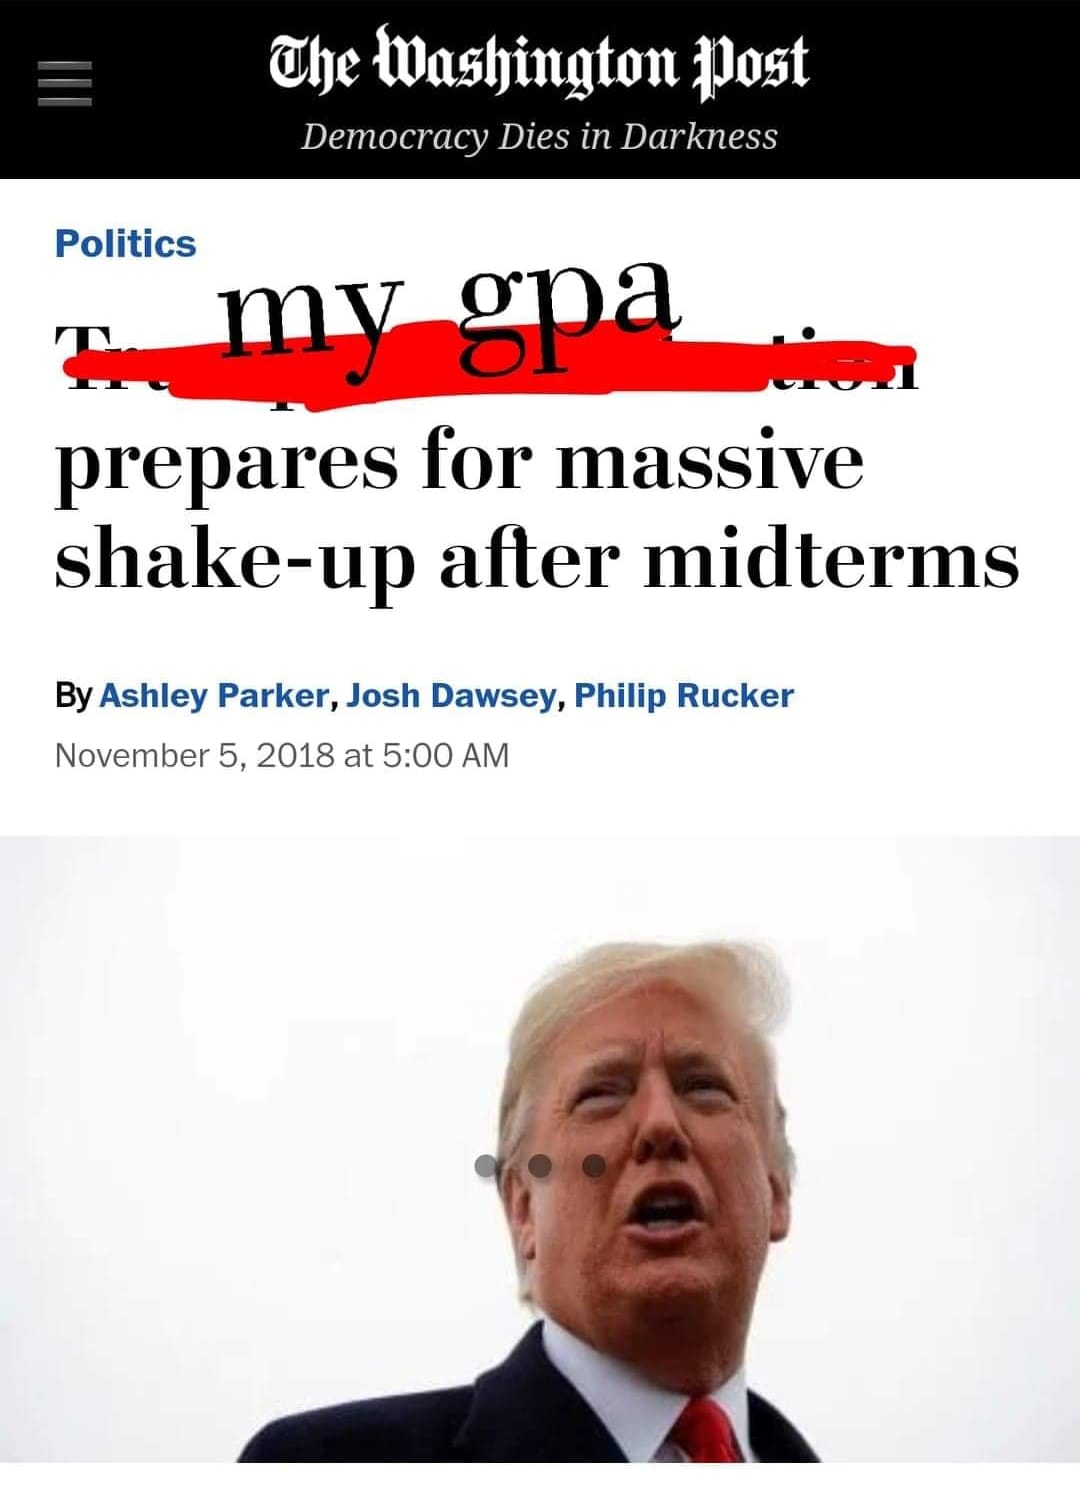 The Washington Post
Democracy Dies in Darkness
Politics
my gpa
prepares for massive
shake-up after midterms
By Ashley Parker, Josh Dawsey, Philip Rucker
November 5, 2018 at 5:00 AM